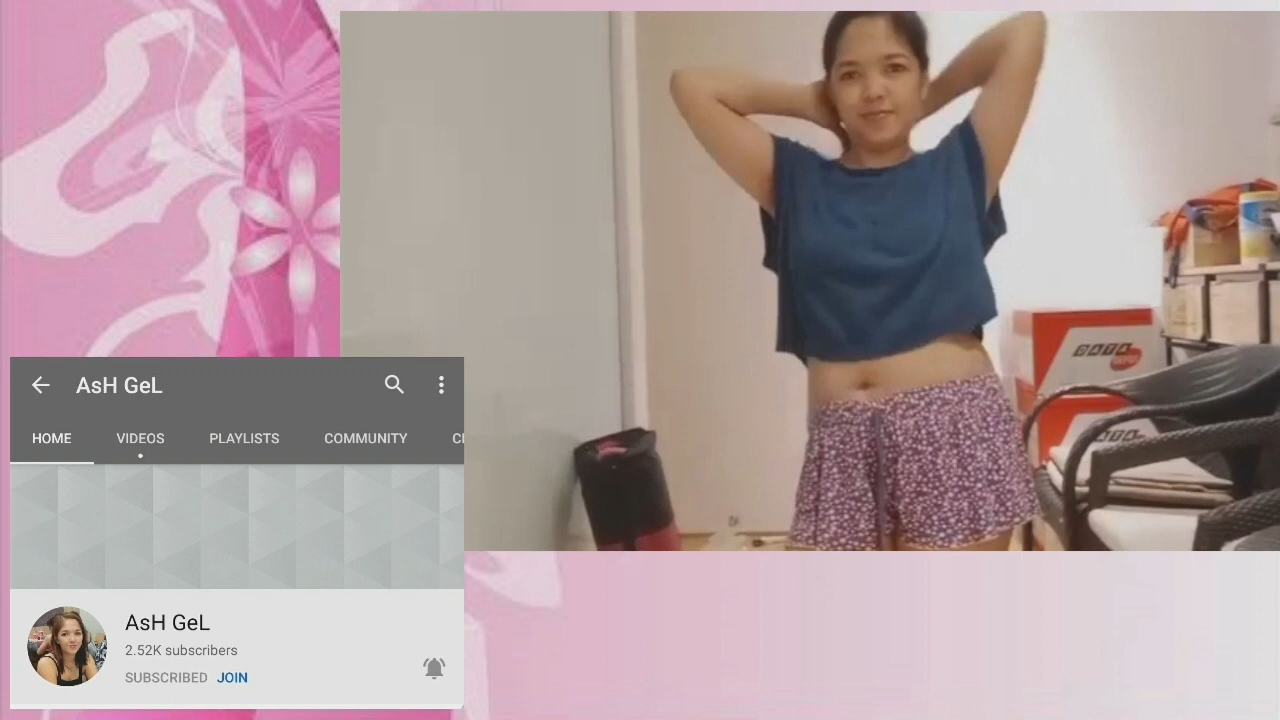 AsH GeL
HOME VIDEOS PLAYLISTS COMMUNITY
AsH GeL
2.52K subscribers
SUBSCRIBED JOIN